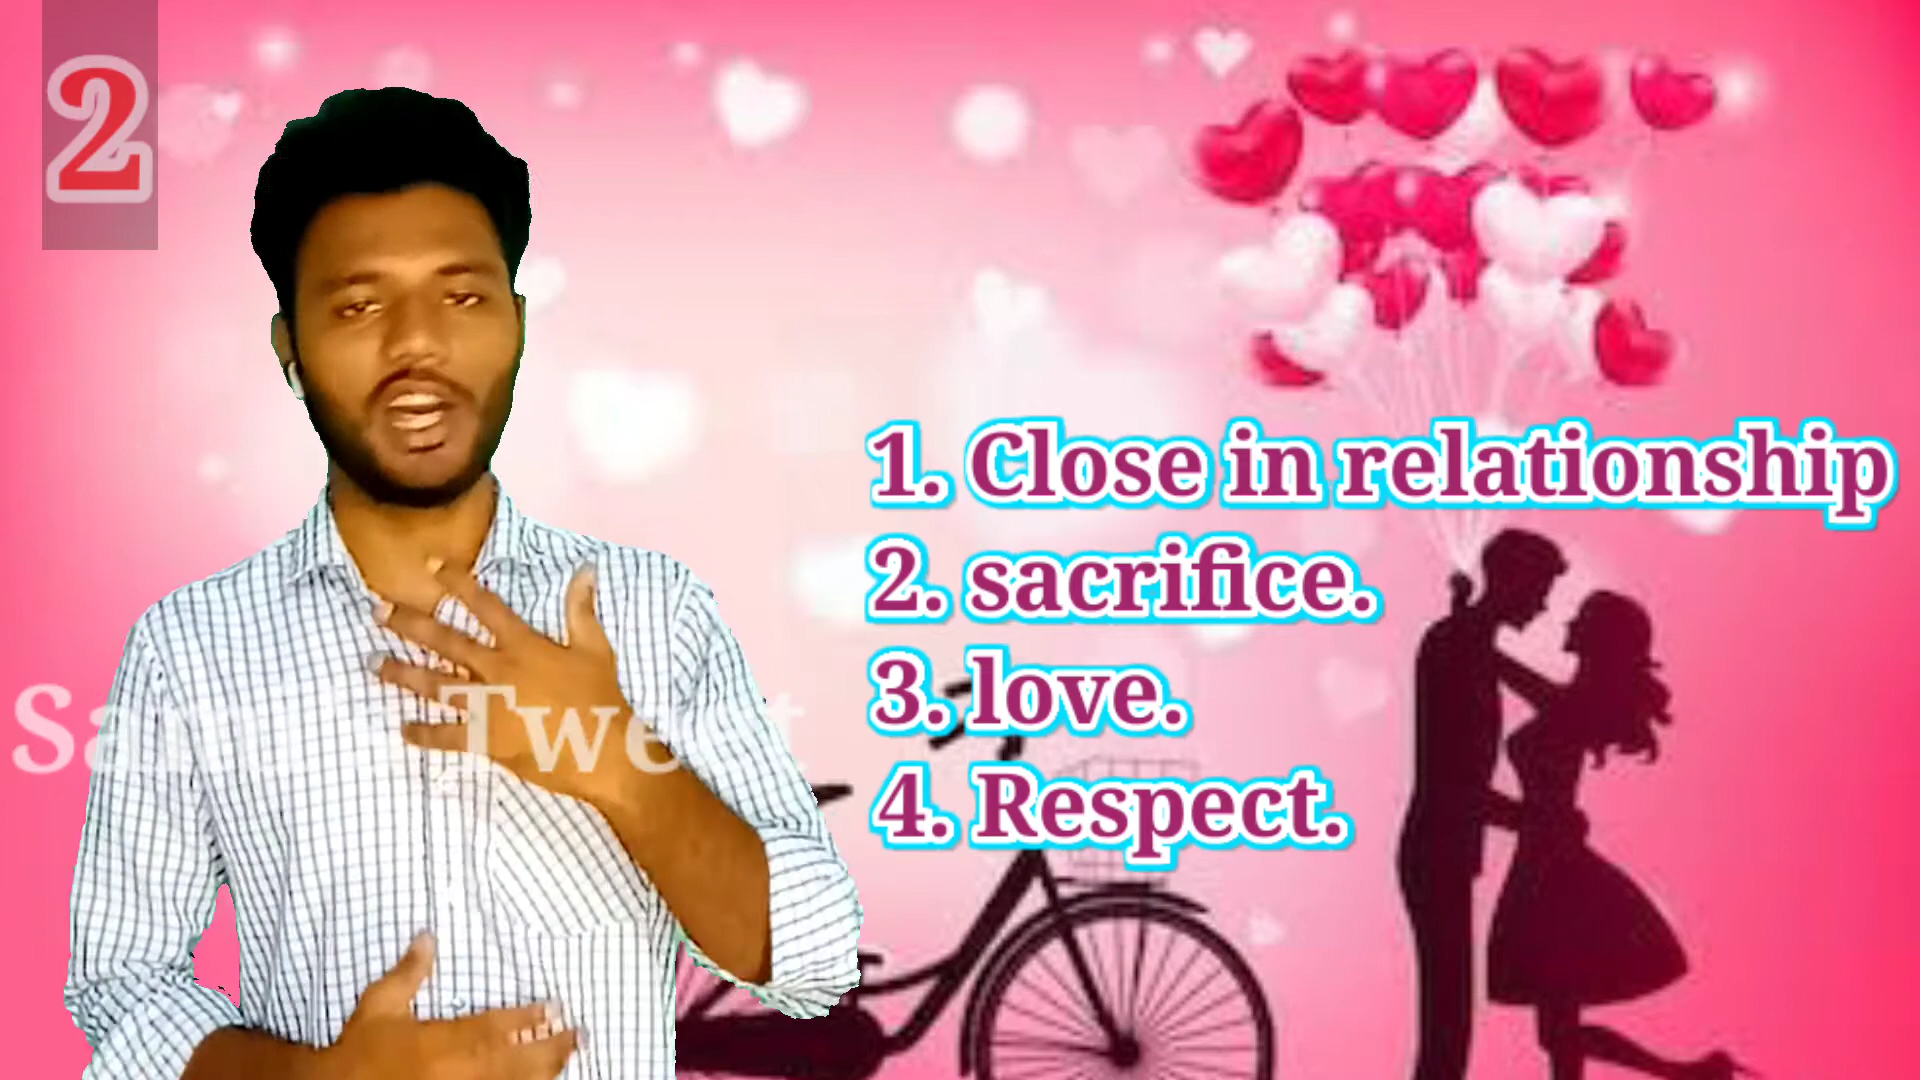 2
1. Close in relationship
2. sacrifice.
3. love.
4. Respect.